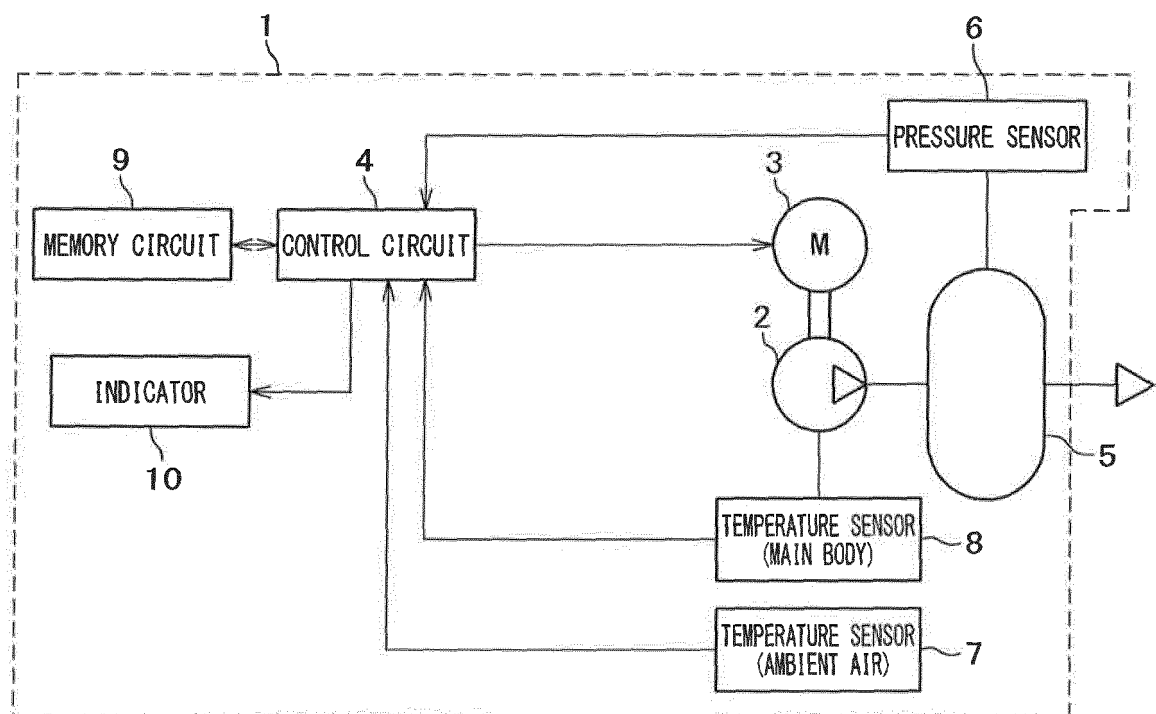 1
6
PRESSURE SENSOR
3
9
4
MEMORY CIRCUIT
CONTROL CIRCUIT
M
2
INDICATOR
10
5
TEMPERATURE SENSOR
(MAIN BODY)
8
TEMPERATURE SENSOR
(AMBIENT AIR)
7